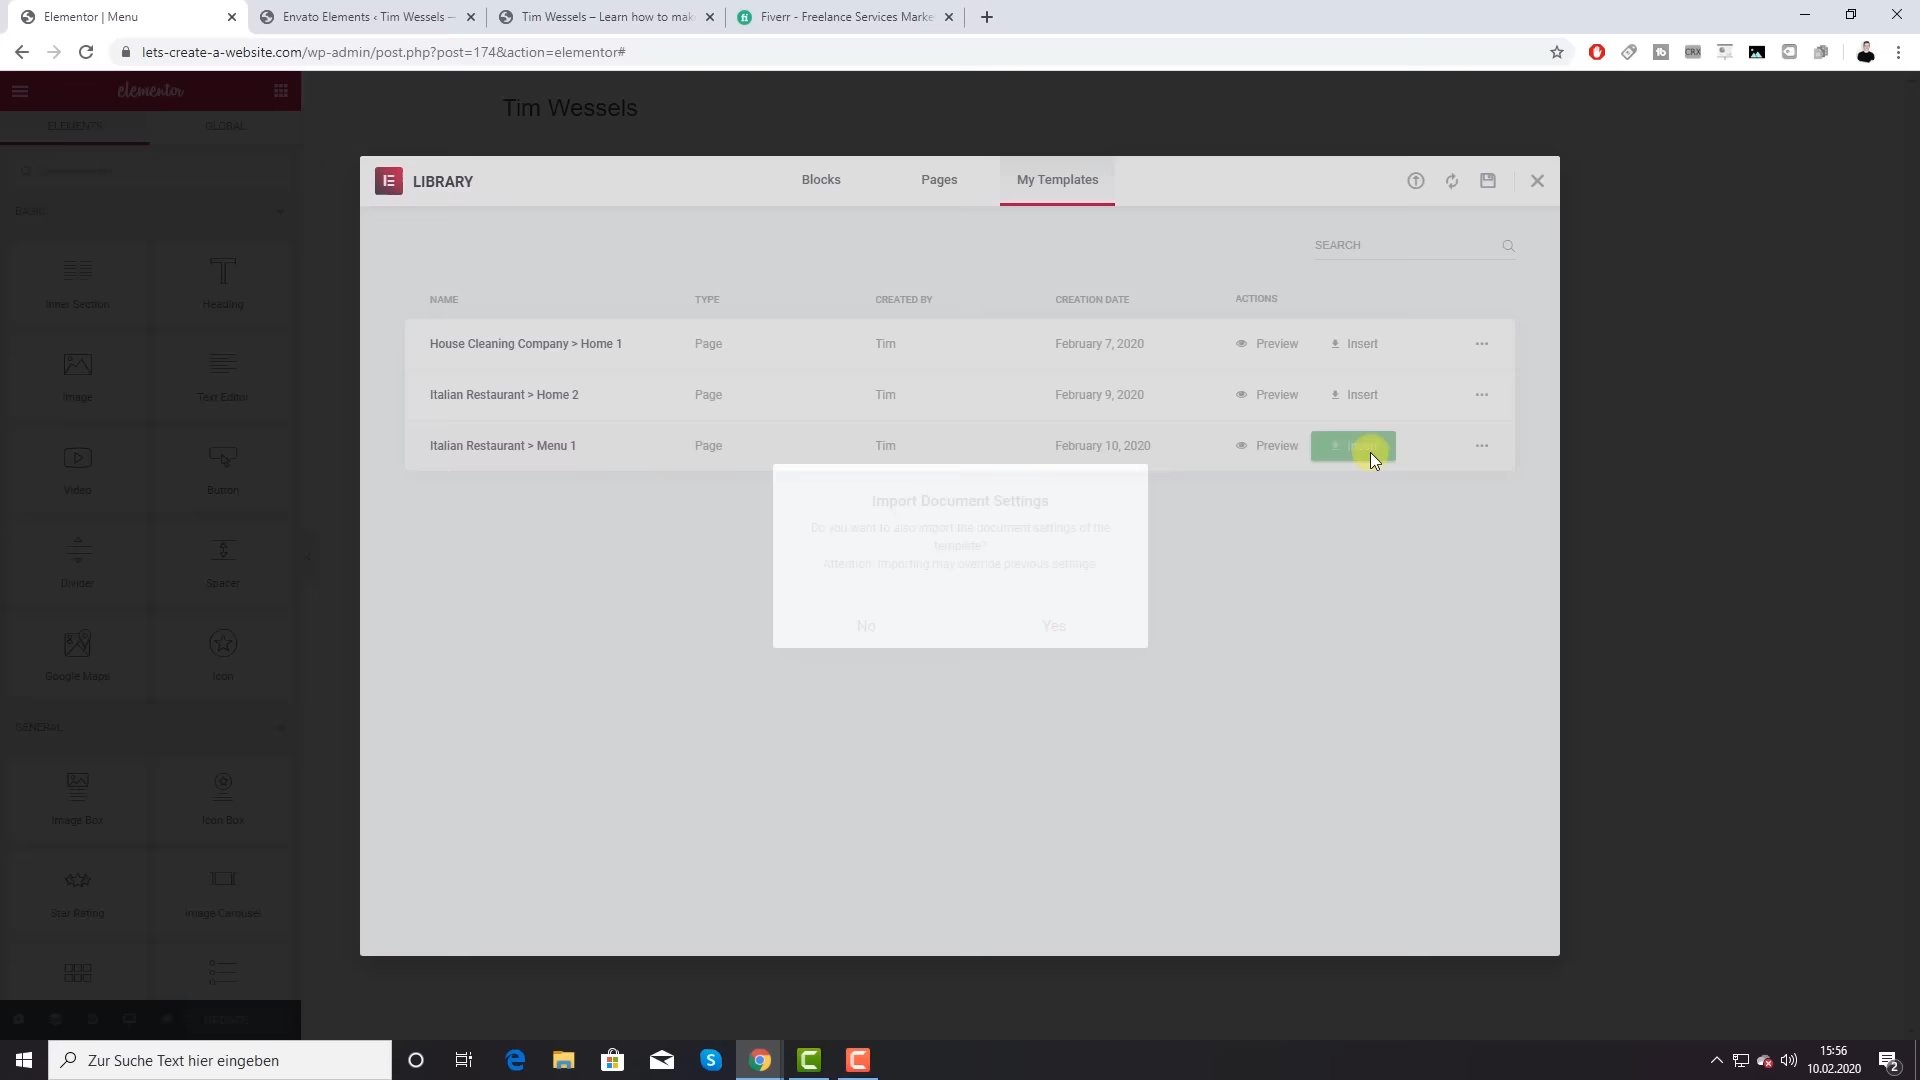 Elementor | Menu
Envato Elements ‹ Tim Wessels —
Tim Wessels – Learn how to mak
Fiverr - Freelance Services Marke
lets-create-a-website.com/wp-admin/post.php?post=174&action=elementor#
elementor
ELEMENTS
GLOBAL
Tim Wessels
LIBRARY
Blocks
Pages
My Templates
SEARCH
NAME
TYPE
CREATED BY
CREATION DATE
ACTIONS
House Cleaning Company > Home 1
Page
Tim
February 7, 2020
Preview
Insert
Italian Restaurant > Home 2
Page
Tim
February 9, 2020
Preview
Insert
Italian Restaurant > Menu 1
Page
Tim
February 10, 2020
Preview
Import Document Settings
Do you want to also import the document settings of the
template?
Attention: Importing may override previous settings.
No
Yes
BASIC
Inner Section
Heading
Image
Text Editor
Video
Button
Divider
Spacer
Google Maps
Icon
GENERAL
Image Box
Icon Box
Star Rating
Image Carousel
UPDATE
Zur Suche Text hier eingeben
15:56
10.02.2020
2